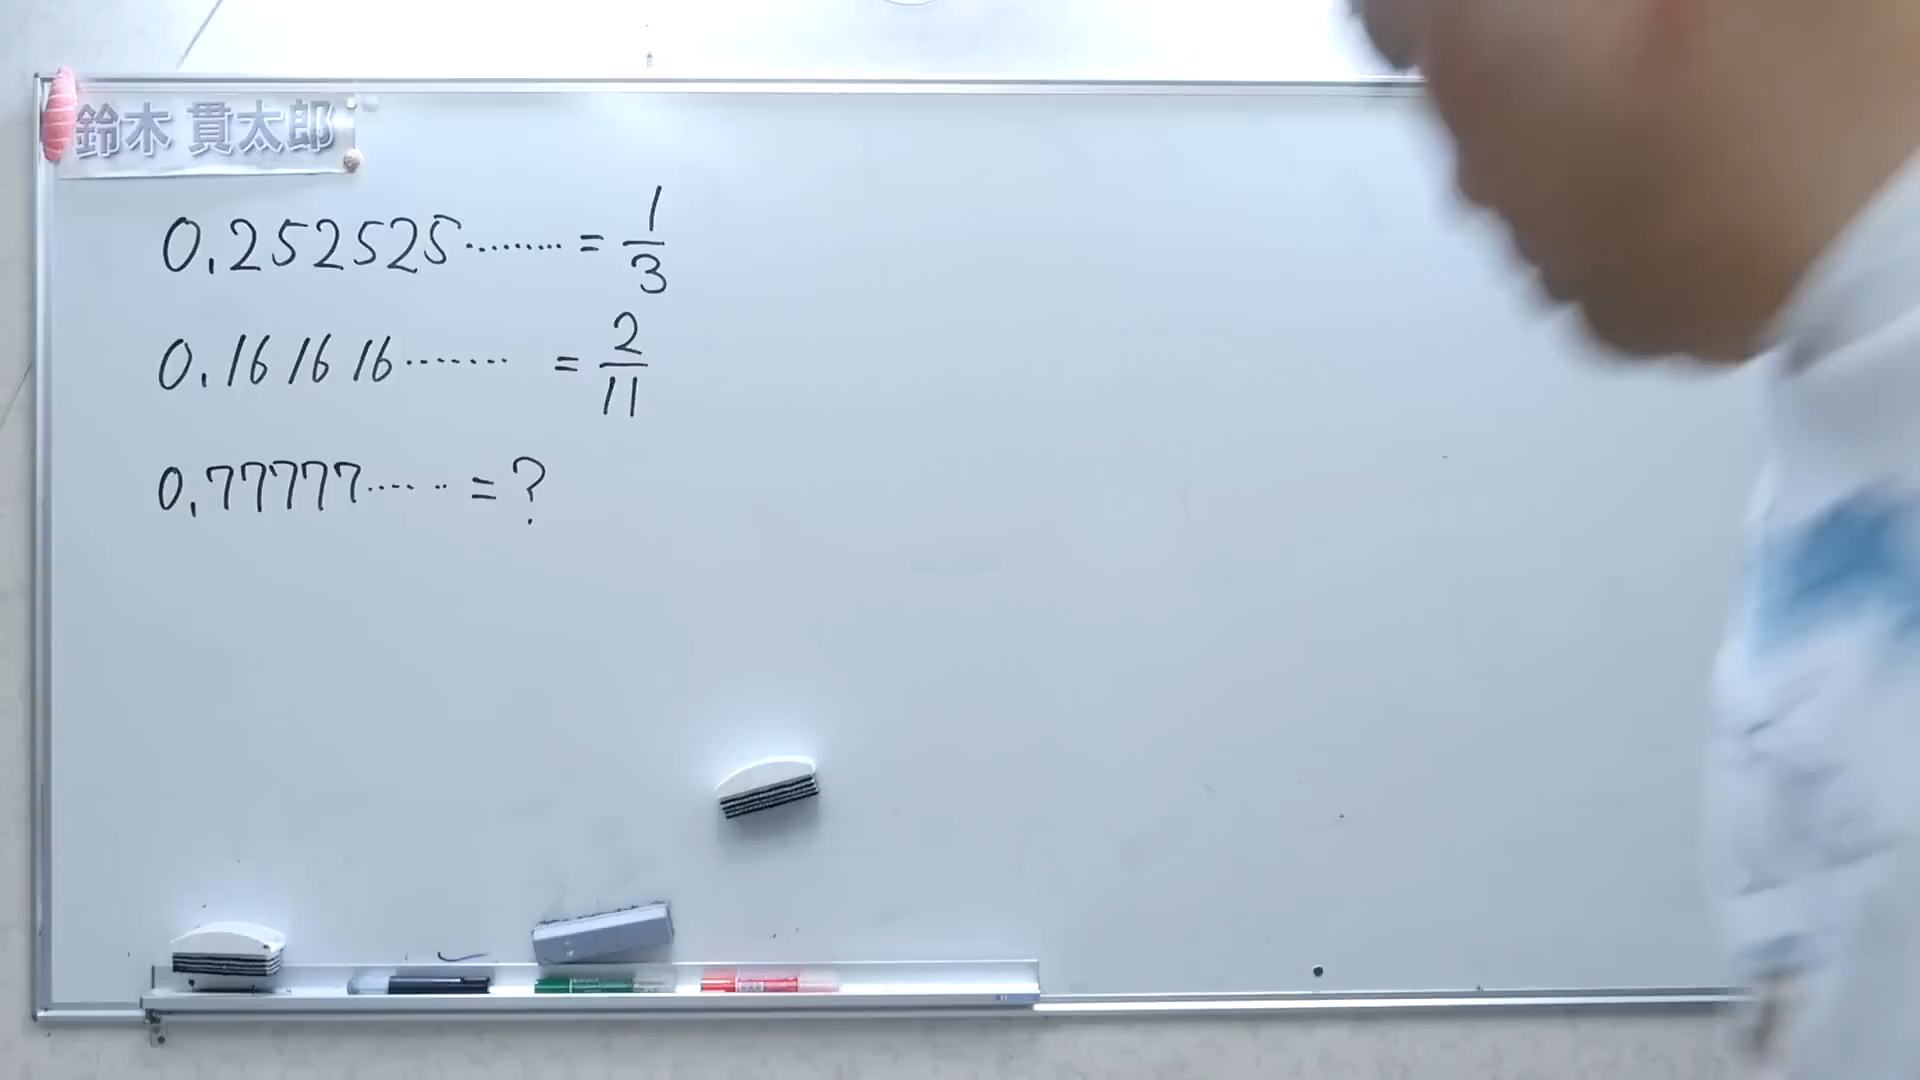 鈴木 貫太郎
0.252525......... = 1/3
0.161616....... = 2/11
0.77777...... = ?